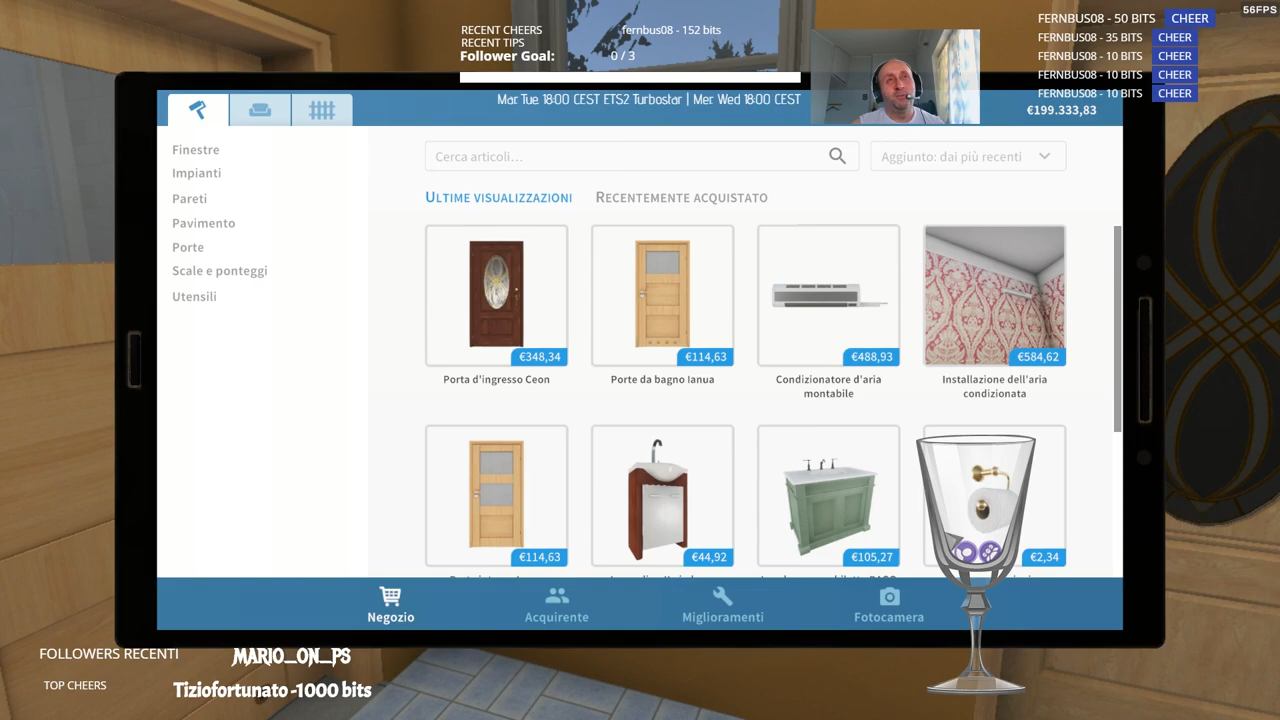 56FPS
RECENT CHEERS
fernbus08 - 152 bits
RECENT TIPS
Follower Goal:
0 / 3
FERNBUS08 - 50 BITS CHEER
FERNBUS08 - 35 BITS CHEER
FERNBUS08 - 10 BITS CHEER
FERNBUS08 - 10 BITS CHEER
FERNBUS08 - 10 BITS CHEER
Mar Tue 18:00 CEST ETS2 Turbostar | Mer Wed 18:00 CEST
€199.333,83
Finestre
Impianti
Pareti
Pavimento
Porte
Scale e ponteggi
Utensili
Cerca articoli...
Aggiunto: dai più recenti
ULTIME VISUALIZZAZIONI
RECENTEMENTE ACQUISTATO
€348,34
Porta d'ingresso Ceon
€114,63
Porte da bagno Ianua
€488,93
Condizionatore d'aria
montabile
€584,62
Installazione dell'aria
condizionata
€114,63
€44,92
€105,27
€2,34
Negozio
Acquirente
Miglioramenti
Fotocamera
FOLLOWERS RECENTI
MARIO_ON_PS
TOP CHEERS
Tiziofortunato -1000 bits